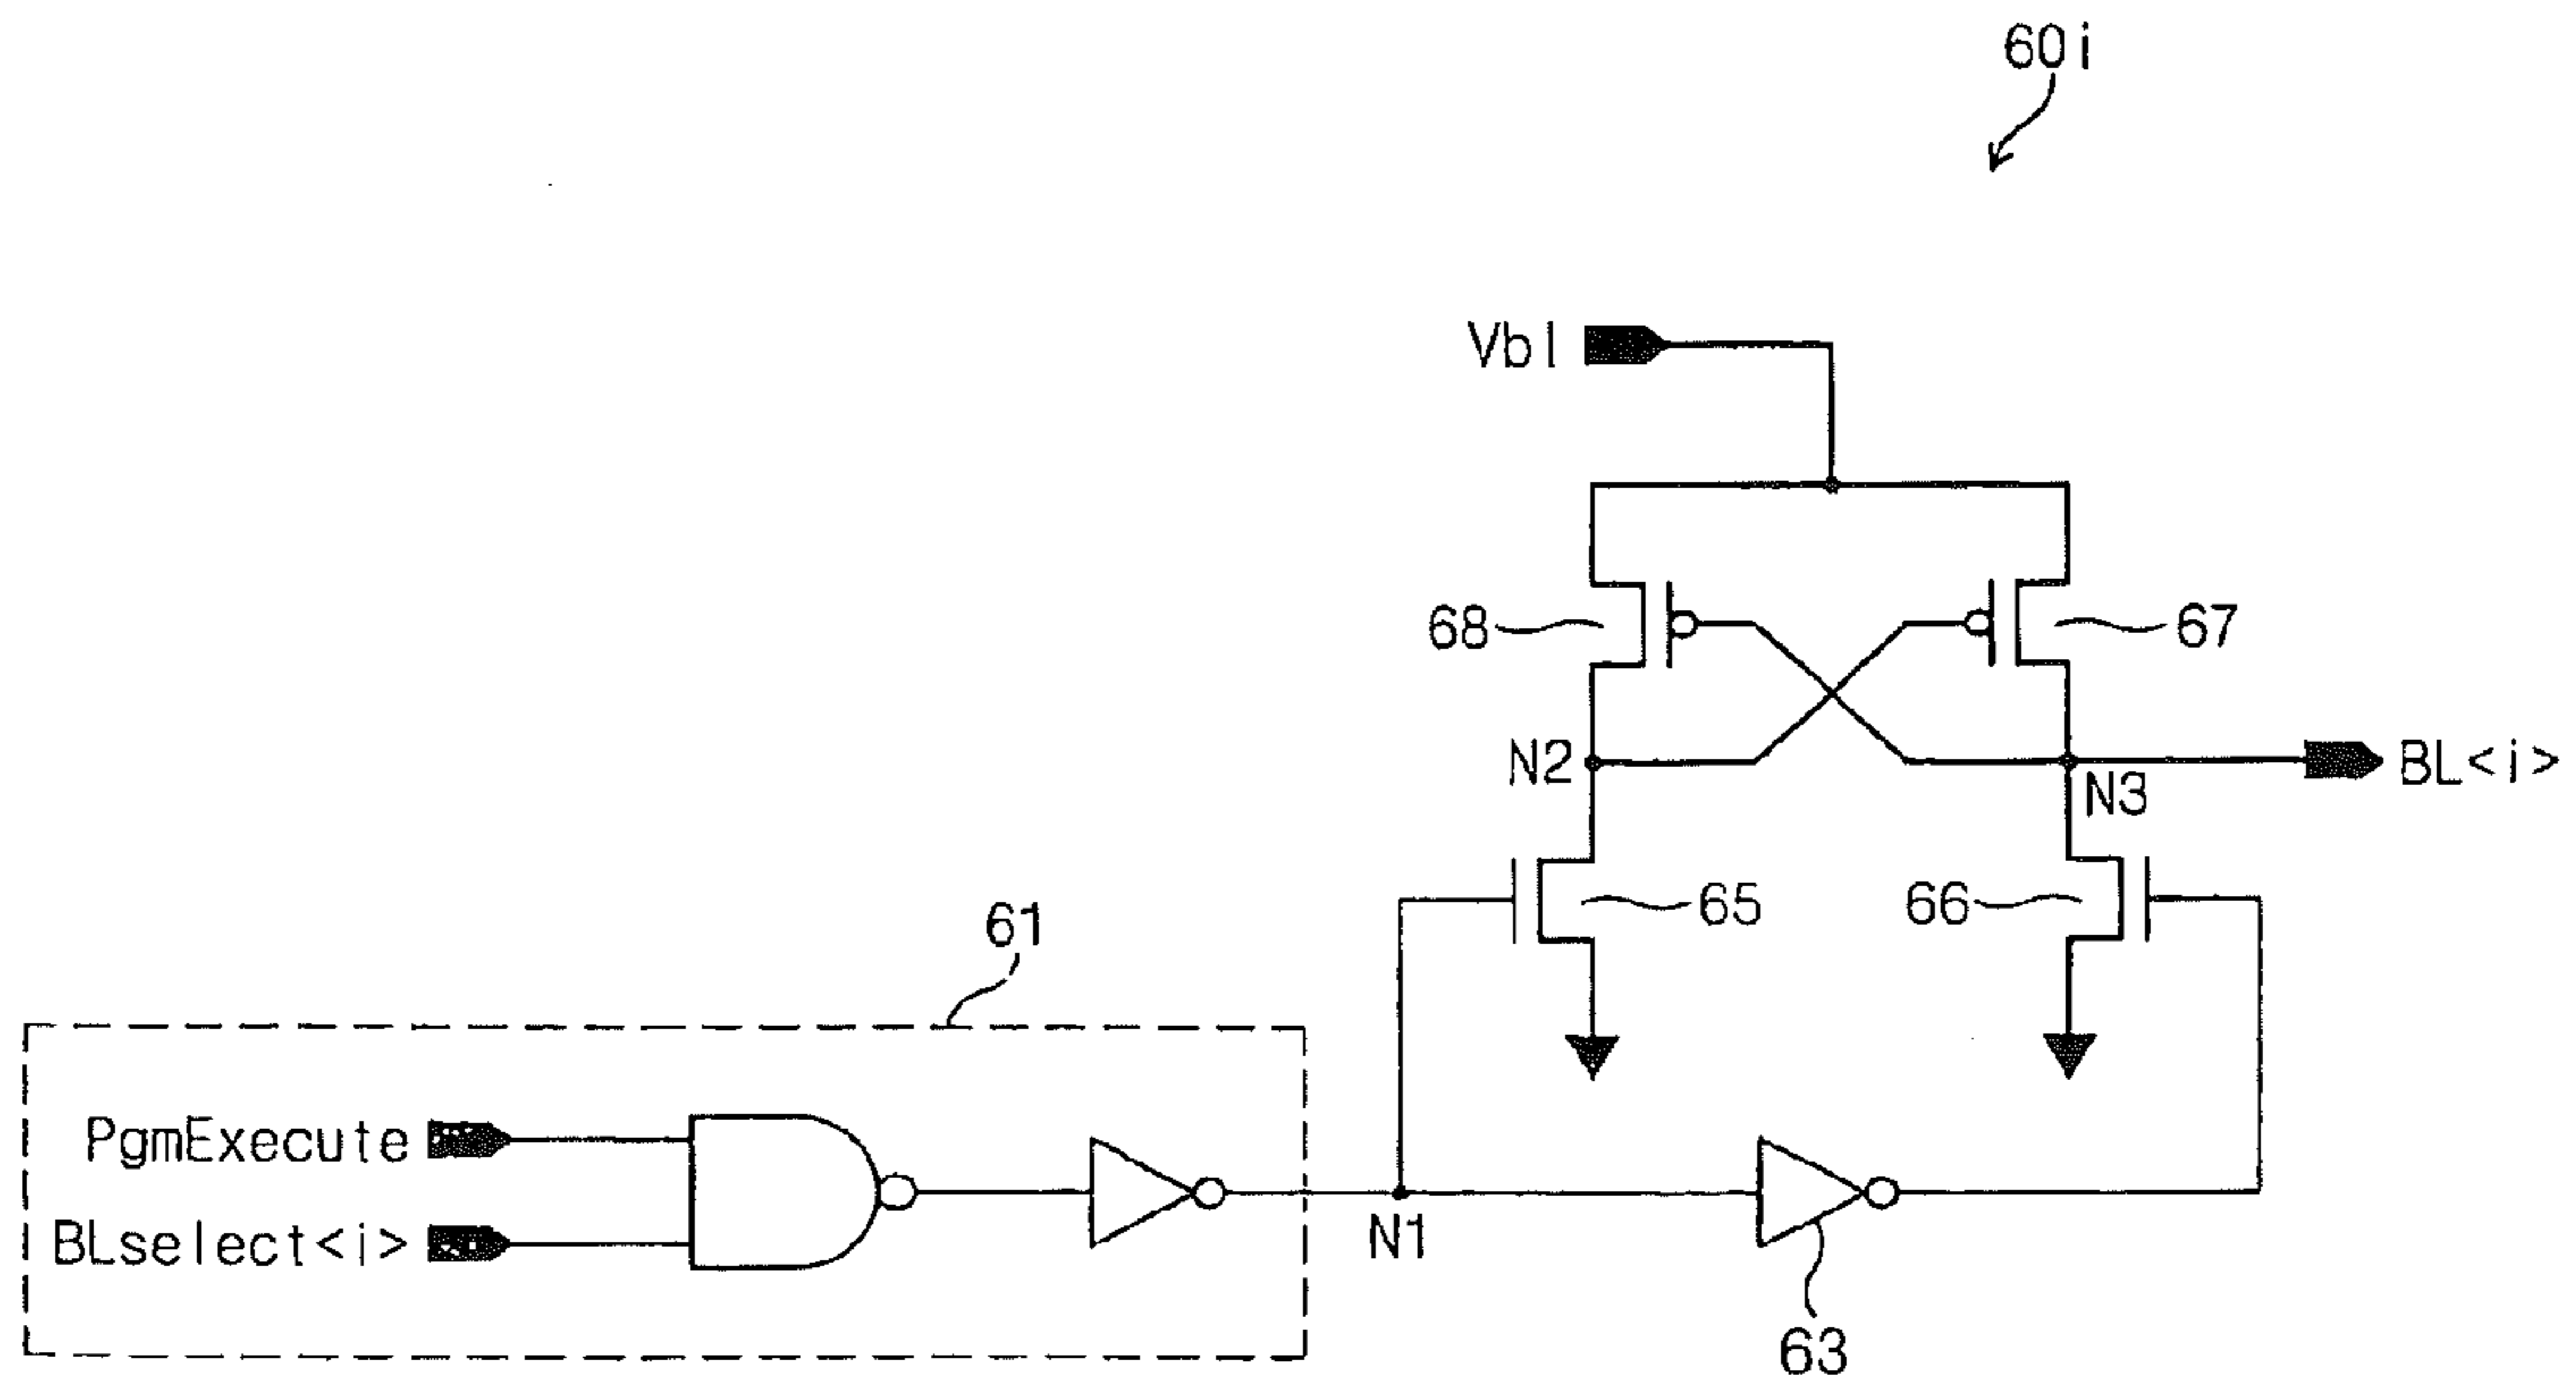 60i
Vbl
68
67
N2
BL<i>
N3
65
66
61
PgmExecute
BLselect<i>
N1
63